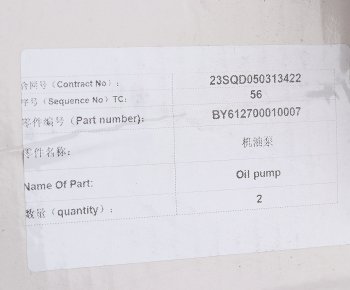 合同号（Contract No）： 23SQD050313422
序号（Sequence No）TC: 56
零件编号（Part number）： BY612700010007
零件名称： 机油泵
Name Of Part: Oil pump
数量（quantity）： 2